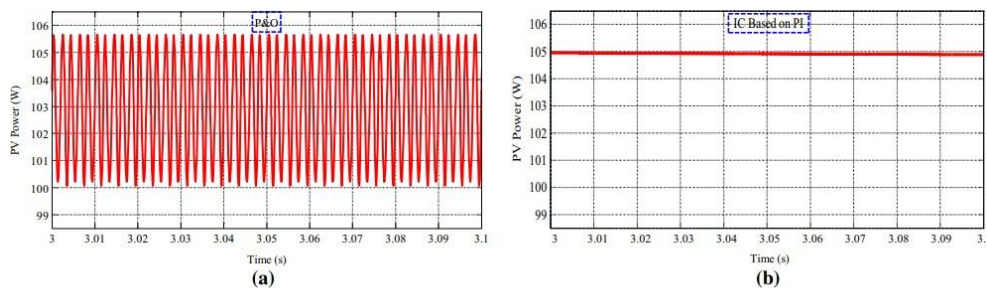 P&O
106
105
104
103
102
101
100
99
PV Power (W)
3 3.01 3.02 3.03 3.04 3.05 3.06 3.07 3.08 3.09 3.1
Time (s)
(a)
IC Based on PI
106
105
104
103
102
101
100
99
PV Power (W)
3 3.01 3.02 3.03 3.04 3.05 3.06 3.07 3.08 3.09 3.
Time (s)
(b)